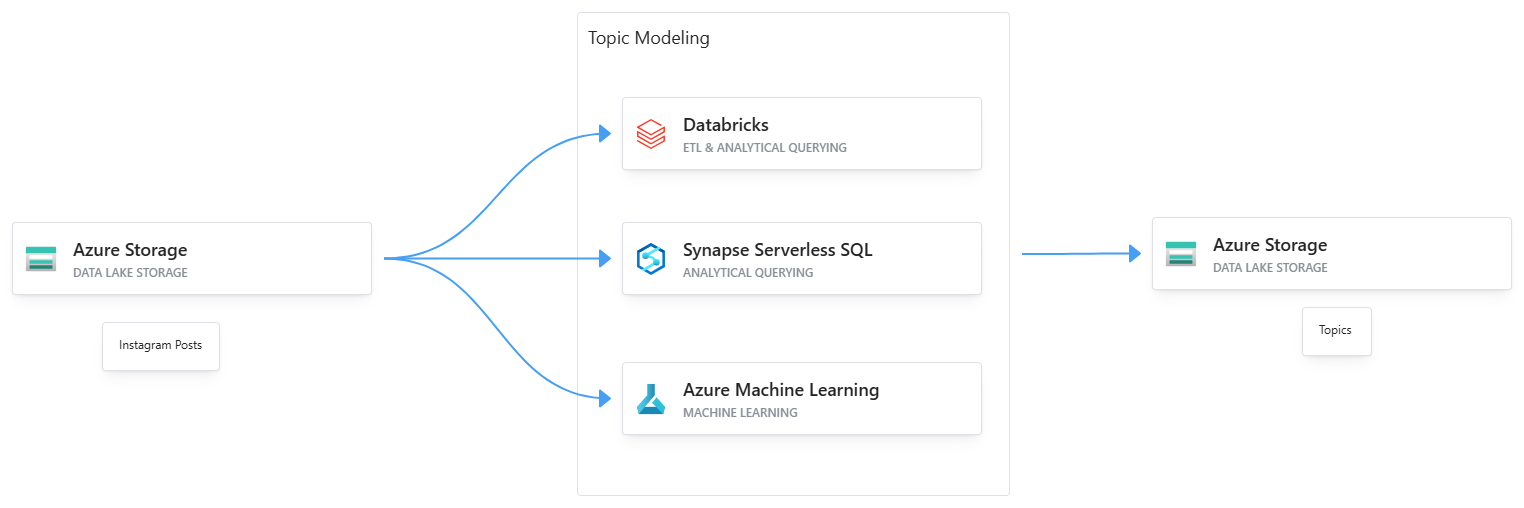 Topic Modeling
Databricks
ETL & ANALYTICAL QUERYING
Azure Storage
DATA LAKE STORAGE
Instagram Posts
Synapse Serverless SQL
ANALYTICAL QUERYING
Azure Machine Learning
MACHINE LEARNING
Azure Storage
DATA LAKE STORAGE
Topics